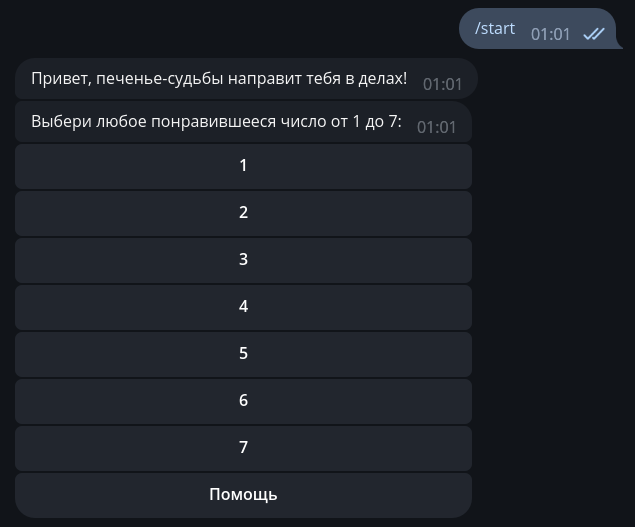 /start 01:01
Привет, печенье-судьбы направит тебя в делах! 01:01
Выбери любое понравившееся число от 1 до 7: 01:01
1
2
3
4
5
6
7
Помощь